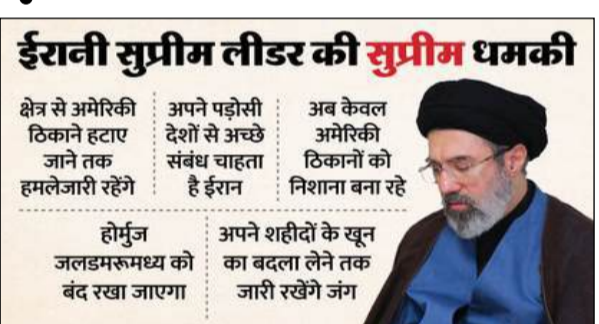 ईरानी सुप्रीम लीडर की सुप्रीम धमकी
क्षेत्र से अमेरिकी
ठिकाने हटाए
जाने तक
हमलेजारी रहेंगे
अपने पड़ोसी
देशों से अच्छे
संबंध चाहता
है ईरान
अब केवल
अमेरिकी
ठिकानों को
निशाना बना रहे
होर्मुज
जलडमरूमध्य को
बंद रखा जाएगा
अपने शहीदों के खून
का बदला लेने तक
जारी रखेंगे जंग